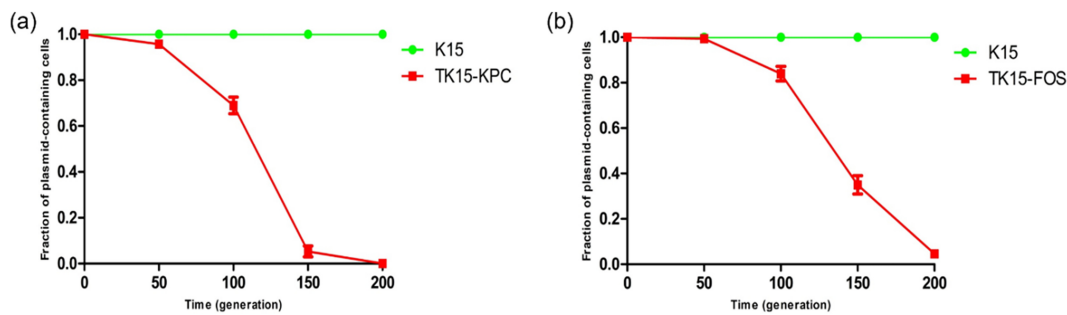 (a)
Fraction of plasmid-containing cells
1.0
0.8
0.6
0.4
0.2
0.0
0 50 100 150 200
Time (generation)
K15
TK15-KPC
(b)
Fraction of plasmid-containing cells
1.0
0.8
0.6
0.4
0.2
0.0
0 50 100 150 200
Time (generation)
K15
TK15-FOS